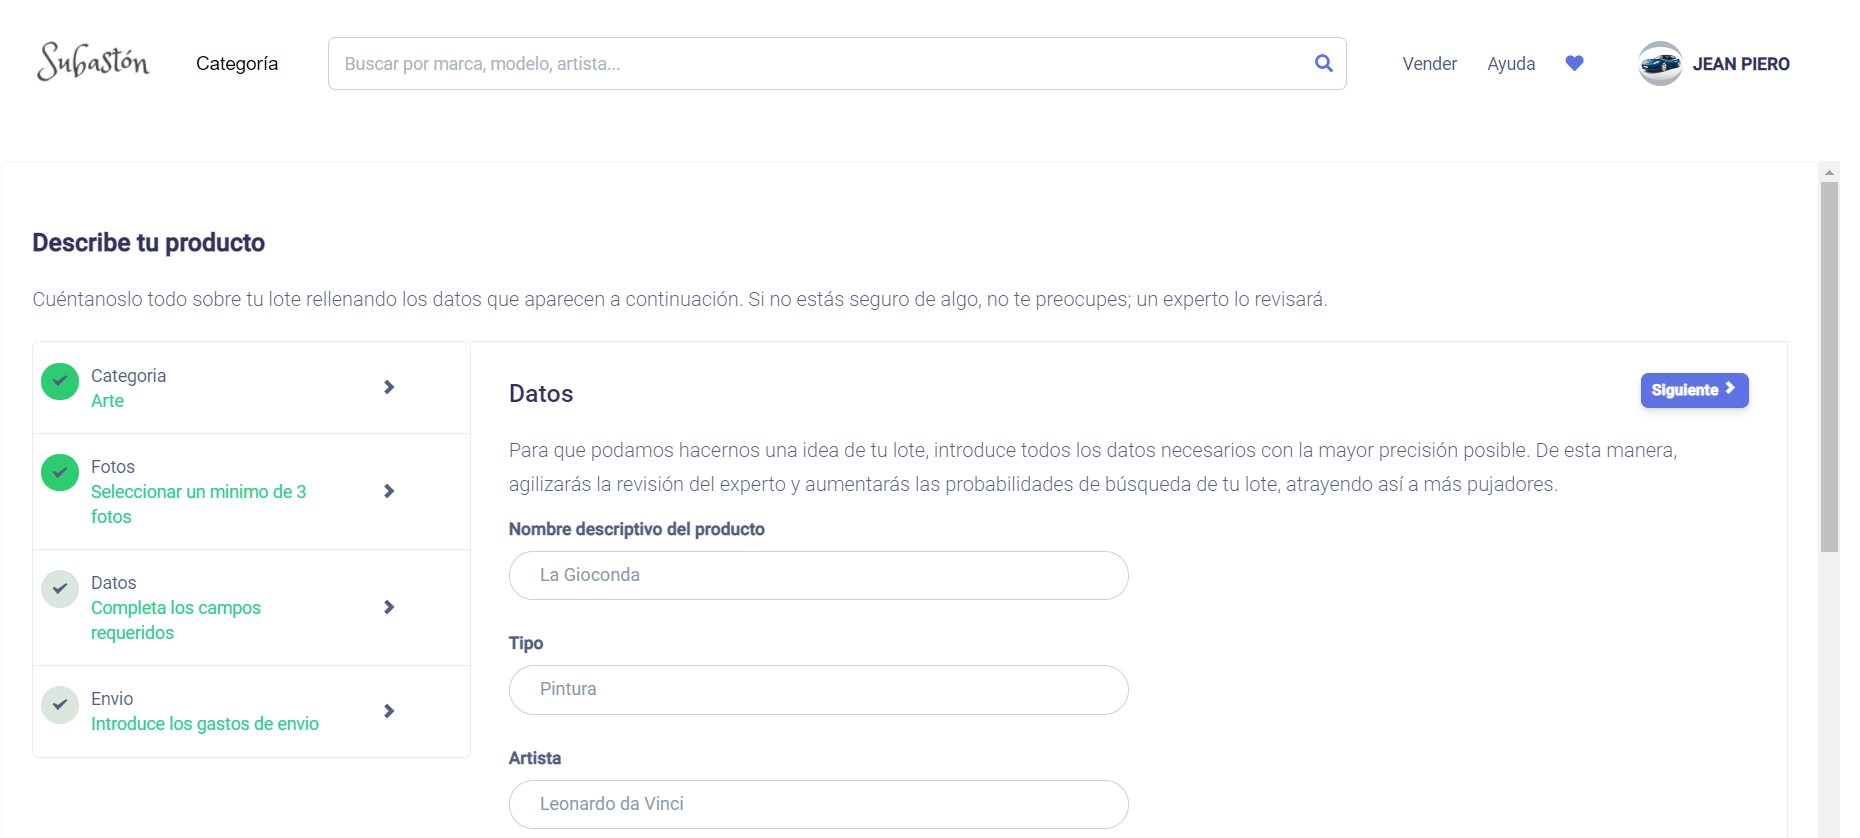 Subastón
Categoría
Buscar por marca, modelo, artista...
Vender
Ayuda
JEAN PIERO
Describe tu producto
Cuéntanoslo todo sobre tu lote rellenando los datos que aparecen a continuación. Si no estás seguro de algo, no te preocupes; un experto lo revisará.
Categoria
Arte
Fotos
Seleccionar un minimo de 3
fotos
Datos
Completa los campos
requeridos
Envio
Introduce los gastos de envio
Datos
Siguiente
Para que podamos hacernos una idea de tu lote, introduce todos los datos necesarios con la mayor precisión posible. De esta manera,
agilizarás la revisión del experto y aumentarás las probabilidades de búsqueda de tu lote, atrayendo así a más pujadores.
Nombre descriptivo del producto
La Gioconda
Tipo
Pintura
Artista
Leonardo da Vinci